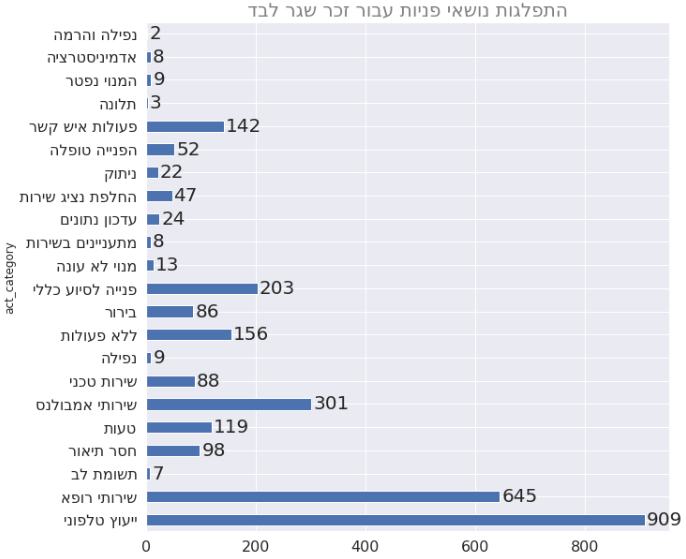 התפלגות נושאי פניות עבור זכר שגר לבד
נפילה והרמה 2
אדמיניסטרציה 8
המנוי נפטר 9
תלונה 3
פעולות איש קשר 142
הפנייה טופלה 52
ניתוק 22
החלפת נציג שירות 47
עדכון נתונים 24
מתעניינים בשירות 8
מנוי לא עונה 13
פנייה לסיוע כללי 203
בירור 86
ללא פעולות 156
נפילה 9
שירות טכני 88
שירותי אמבולנס 301
טעות 119
חסר תיאור 98
תשומת לב 7
שירותי רופא 645
ייעוץ טלפוני 909
act_category
0 200 400 600 800